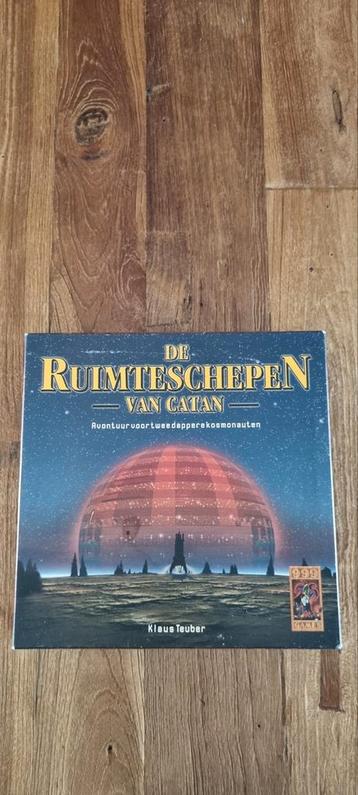 DE
RUIMTESCHEPEN
VAN CATAN
Avontuur voor twee dappere kosmonauten
Klaus Teuber
999
GAMES